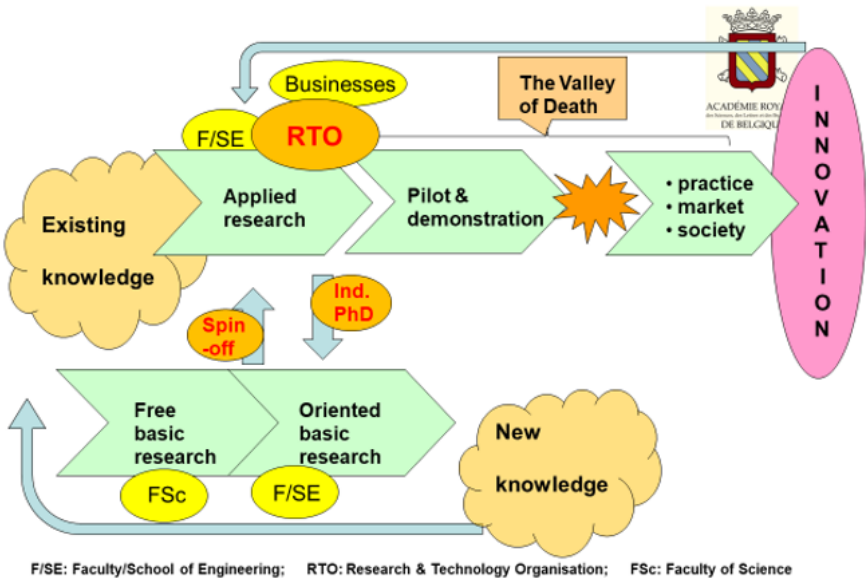 Businesses
The Valley
of Death
ACADÉMIE ROYA
DE BELGIQU
F/SE
RTO
INNOVATION
Existing
knowledge
Applied
research
Pilot &
demonstration
• practice
• market
• society
Spin
-off
Ind.
PhD
Free
basic
research
Oriented
basic
research
New
knowledge
FSc
F/SE
F/SE: Faculty/School of Engineering; RTO: Research & Technology Organisation; FSc: Faculty of Science